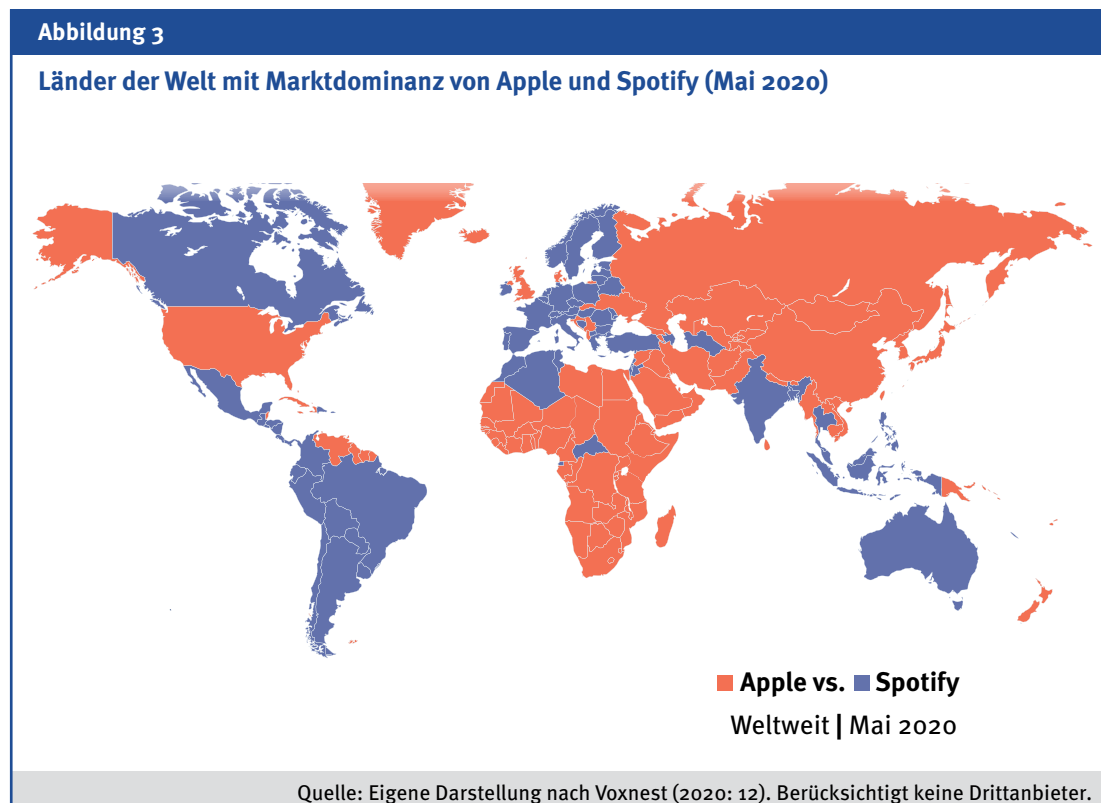 Abbildung 3
Länder der Welt mit Marktdominanz von Apple und Spotify (Mai 2020)
Apple vs. Spotify
Weltweit | Mai 2020
Quelle: Eigene Darstellung nach Voxnest (2020: 12). Berücksichtigt keine Drittanbieter.